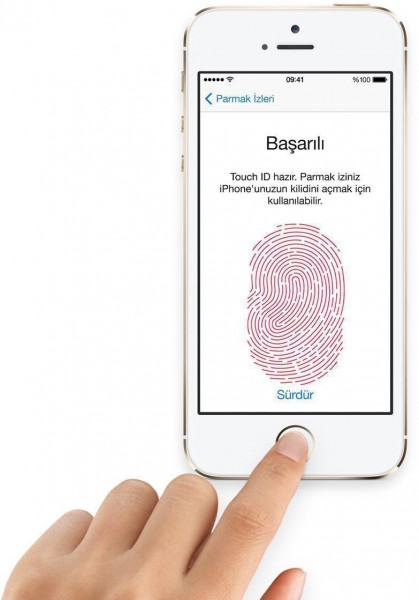 09:41 %100
Parmak İzleri
Başarılı
Touch ID hazır. Parmak iziniz
iPhone'unuzun kilidini açmak için
kullanılabilir.
Sürdür